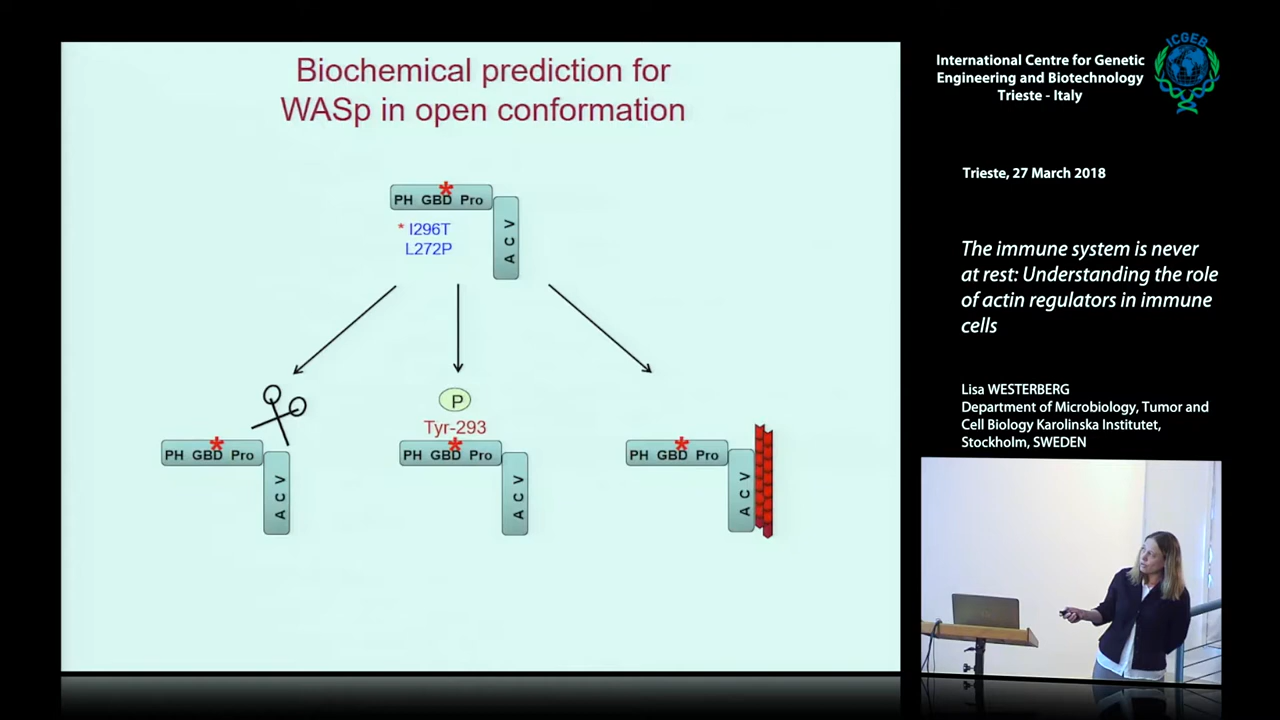 Biochemical prediction for
WASp in open conformation
*
PH GBD Pro
V C A
* I296T
L272P
P
Tyr-293
*
PH GBD Pro
V C A
*
PH GBD Pro
V C A
*
PH GBD Pro
V C A
International Centre for Genetic
Engineering and Biotechnology
Trieste - Italy
ICGEB
Trieste, 27 March 2018
The immune system is never
at rest: Understanding the role
of actin regulators in immune
cells
Lisa WESTERBERG
Department of Microbiology, Tumor and
Cell Biology Karolinska Institutet,
Stockholm, SWEDEN